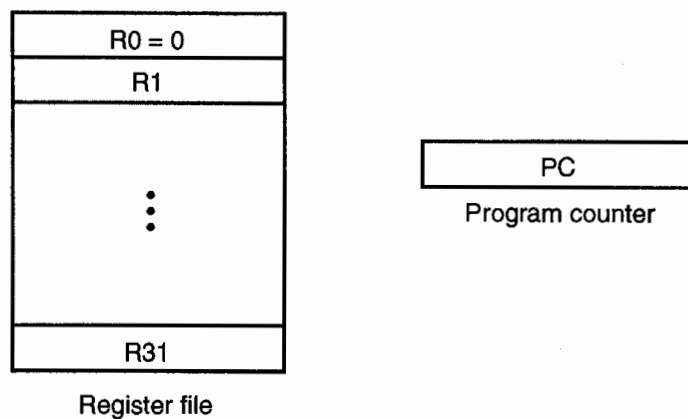 R0 = 0
R1
R31
Register file
PC
Program counter